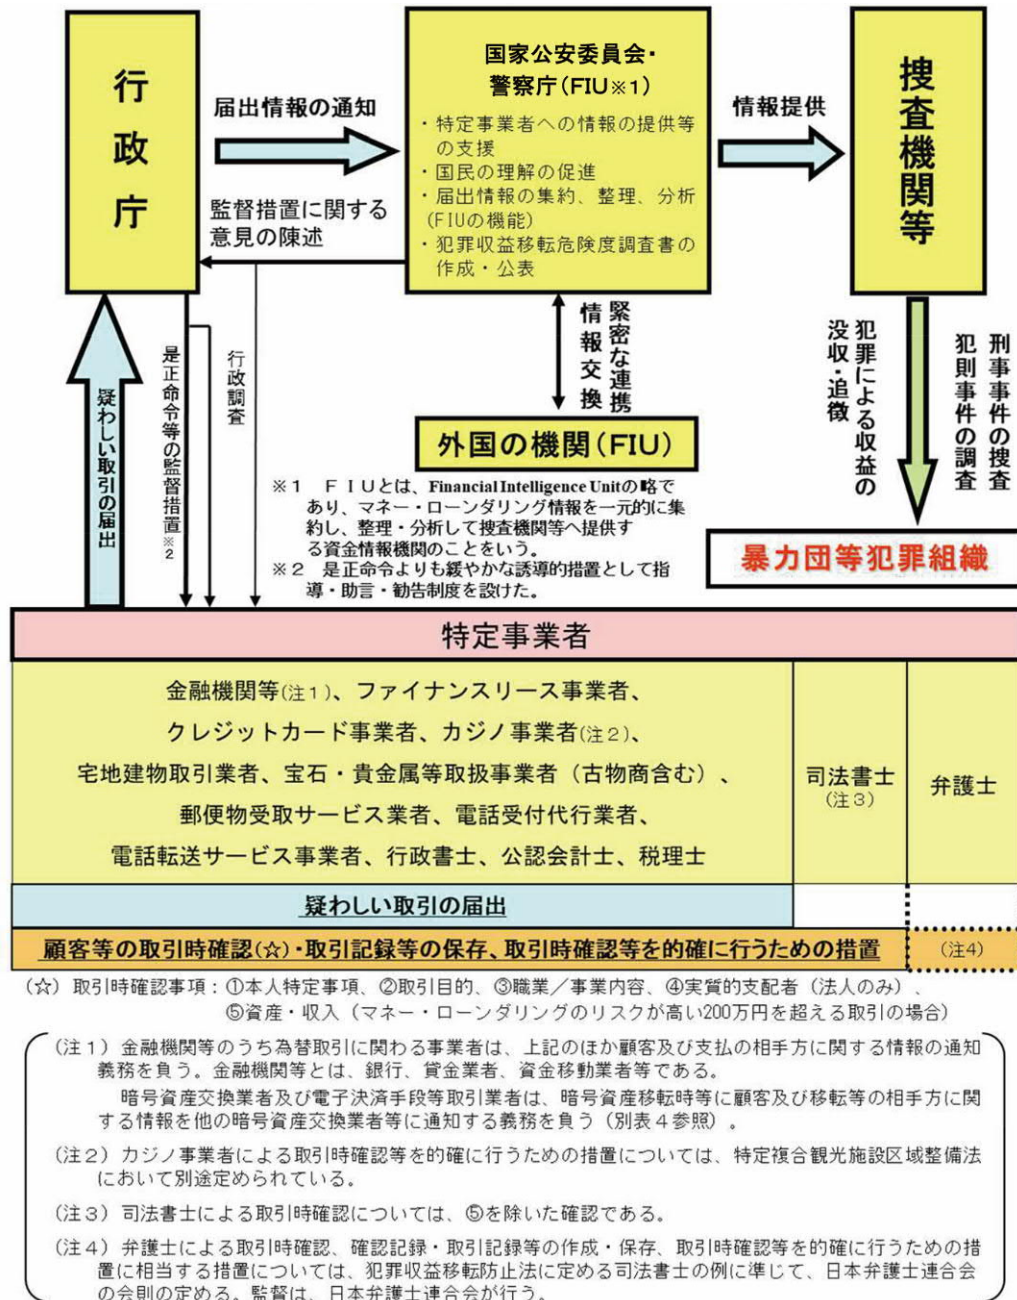 行政庁
届出情報の通知
監督措置に関する
意見の陳述
国家公安委員会・
警察庁(FIU※1)
・特定事業者への情報の提供等
の支援
・国民の理解の促進
・届出情報の集約、整理、分析
(FIUの機能)
・犯罪収益移転危険度調査書の
作成・公表
情報提供
捜査機関等
疑わしい取引の届出
是正命令等の監督措置※2
行政調査
緊密な連携
情報交換
外国の機関(FIU)
犯罪による収益の
没収・追徴
刑事事件の捜査
犯則事件の調査
暴力団等犯罪組織
※1 FIUとは、Financial Intelligence Unitの略で
あり、マネー・ローンダリング情報を一元的に集
約し、整理・分析して捜査機関等へ提供す
る資金情報機関のことをいう。
※2 是正命令よりも緩やかな誘導的措置として指
導・助言・勧告制度を設けた。
特定事業者
金融機関等(注1)、ファイナンスリース事業者、
クレジットカード事業者、カジノ事業者(注2)、
宅地建物取引業者、宝石・貴金属等取扱事業者(古物商含む)、
郵便物受取サービス業者、電話受付代行業者、
電話転送サービス事業者、行政書士、公認会計士、税理士
司法書士
(注3)
弁護士
疑わしい取引の届出
顧客等の取引時確認(☆)・取引記録等の保存、取引時確認等を的確に行うための措置
(注4)
(☆) 取引時確認事項:①本人特定事項、②取引目的、③職業/事業内容、④実質的支配者(法人のみ)、
⑤資産・収入(マネー・ローンダリングのリスクが高い200万円を超える取引の場合)
(注1) 金融機関等のうち為替取引に関わる事業者は、上記のほか顧客及び支払の相手方に関する情報の通知
義務を負う。金融機関等とは、銀行、貸金業者、資金移動業者等である。
暗号資産交換業者及び電子決済手段等取引業者は、暗号資産移転時等に顧客及び移転等の相手方に関
する情報を他の暗号資産交換業者等に通知する義務を負う(別表4参照)。
(注2) カジノ事業者による取引時確認等を的確に行うための措置については、特定複合観光施設区域整備法
において別途定められている。
(注3) 司法書士による取引時確認については、⑤を除いた確認である。
(注4) 弁護士による取引時確認、確認記録・取引記録等の作成・保存、取引時確認等を的確に行うための措
置に相当する措置については、犯罪収益移転防止法に定める司法書士の例に準じて、日本弁護士連合会
の会則の定める。監督は、日本弁護士連合会が行う。